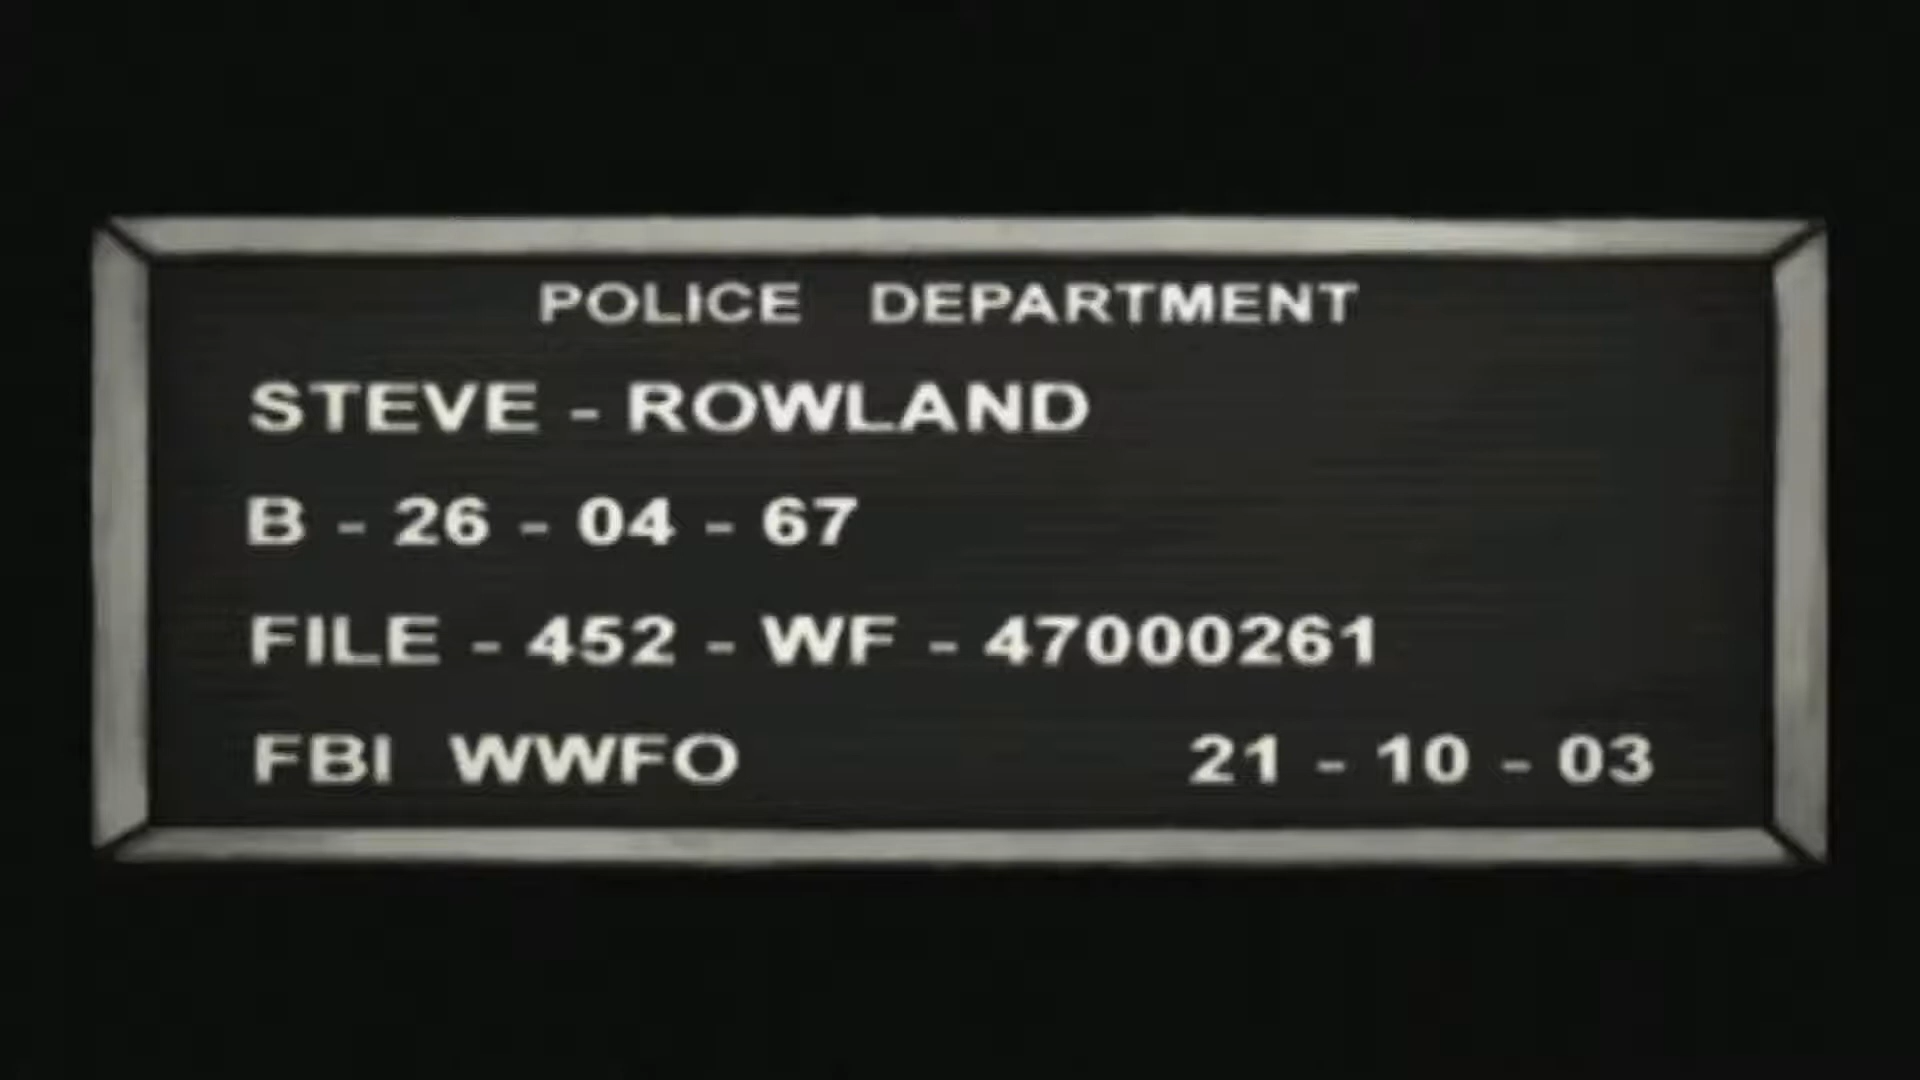 POLICE DEPARTMENT
STEVE - ROWLAND
B - 26 - 04 - 67
FILE - 452 - WF - 47000261
FBI WWFO 21 - 10 - 03